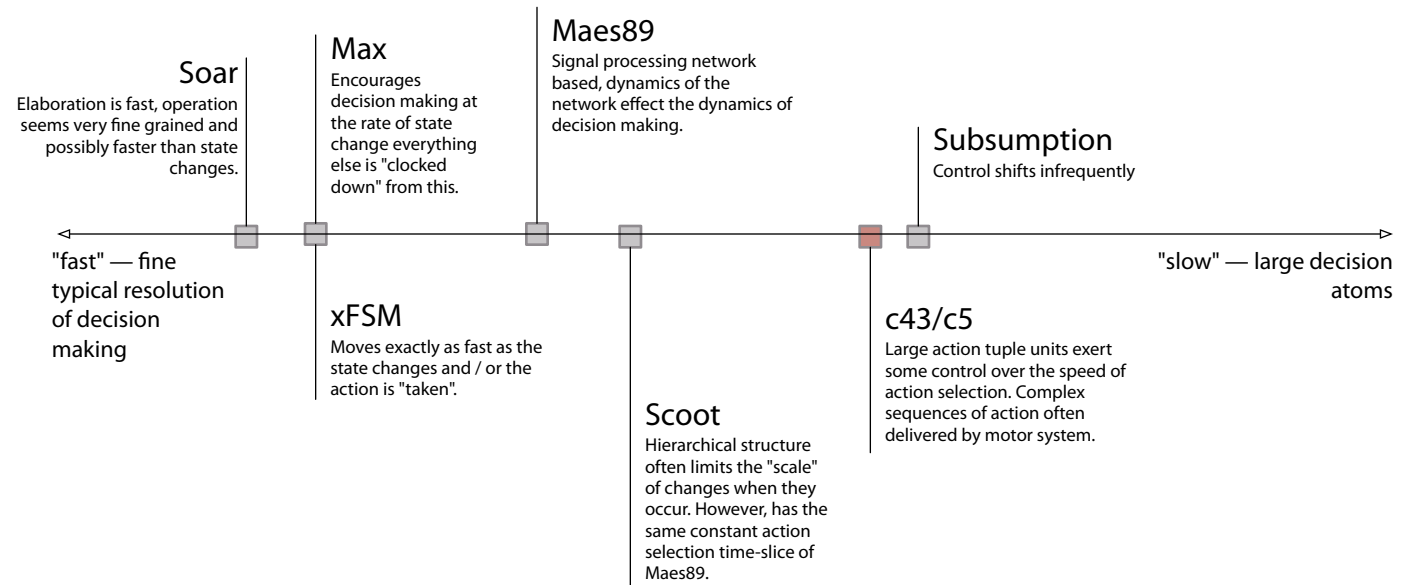 Soar
Elaboration is fast, operation
seems very fine grained and
possibly faster than state
changes.
Max
Encourages
decision making at
the rate of state
change everything
else is "clocked
down" from this.
Maes89
Signal processing network
based, dynamics of the
network effect the dynamics of
decision making.
Subsumption
Control shifts infrequently
"fast" — fine
typical resolution
of decision
making
"slow" — large decision
atoms
xFSM
Moves exactly as fast as the
state changes and / or the
action is "taken".
Scoot
Hierarchical structure
often limits the "scale"
of changes when they
occur. However, has the
same constant action
selection time-slice of
Maes89.
c43/c5
Large action tuple units exert
some control over the speed of
action selection. Complex
sequences of action often
delivered by motor system.